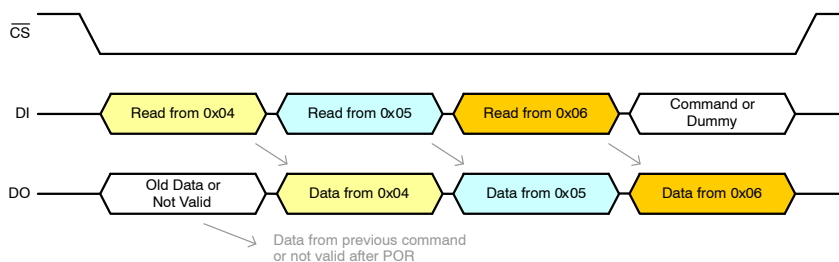 CS
DI
Read from 0x04
Read from 0x05
Read from 0x06
Command or
Dummy
DO
Old Data or
Not Valid
Data from 0x04
Data from 0x05
Data from 0x06
Data from previous command
or not valid after POR